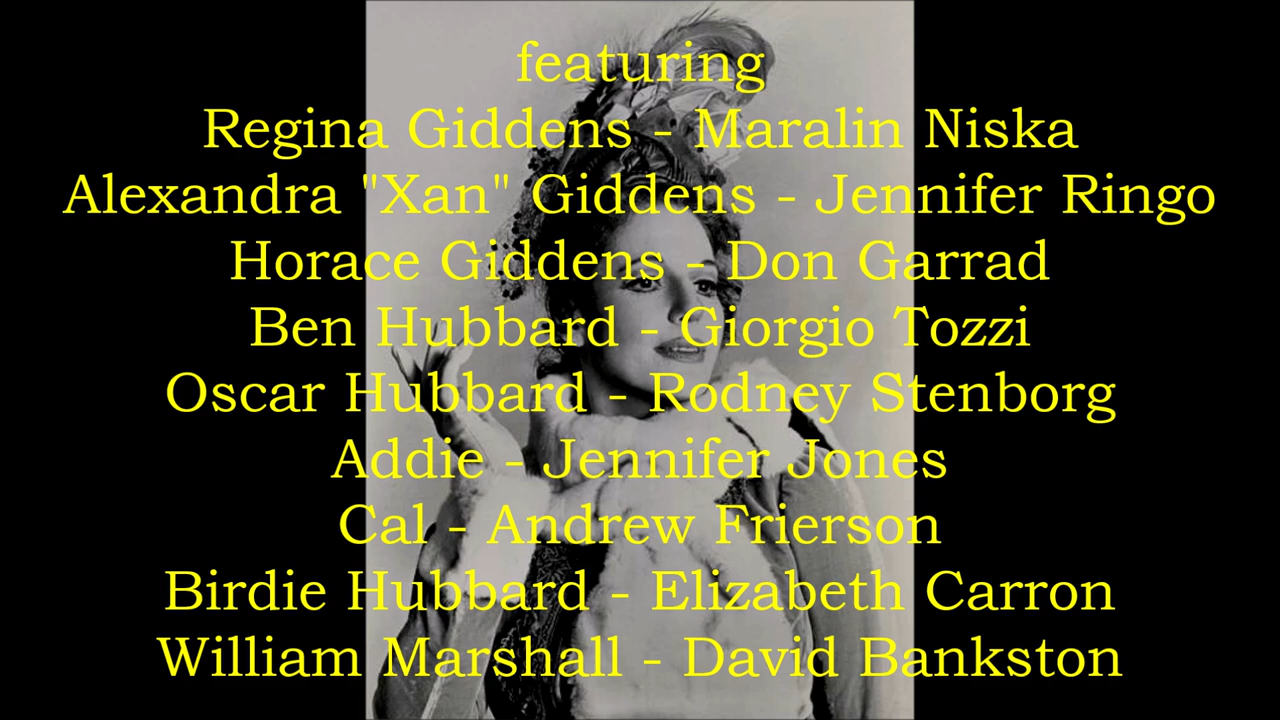 featuring
Regina Giddens - Maralin Niska
Alexandra "Xan" Giddens - Jennifer Ringo
Horace Giddens - Don Garrad
Ben Hubbard - Giorgio Tozzi
Oscar Hubbard - Rodney Stenborg
Addie - Jennifer Jones
Cal - Andrew Frierson
Birdie Hubbard - Elizabeth Carron
William Marshall - David Bankston